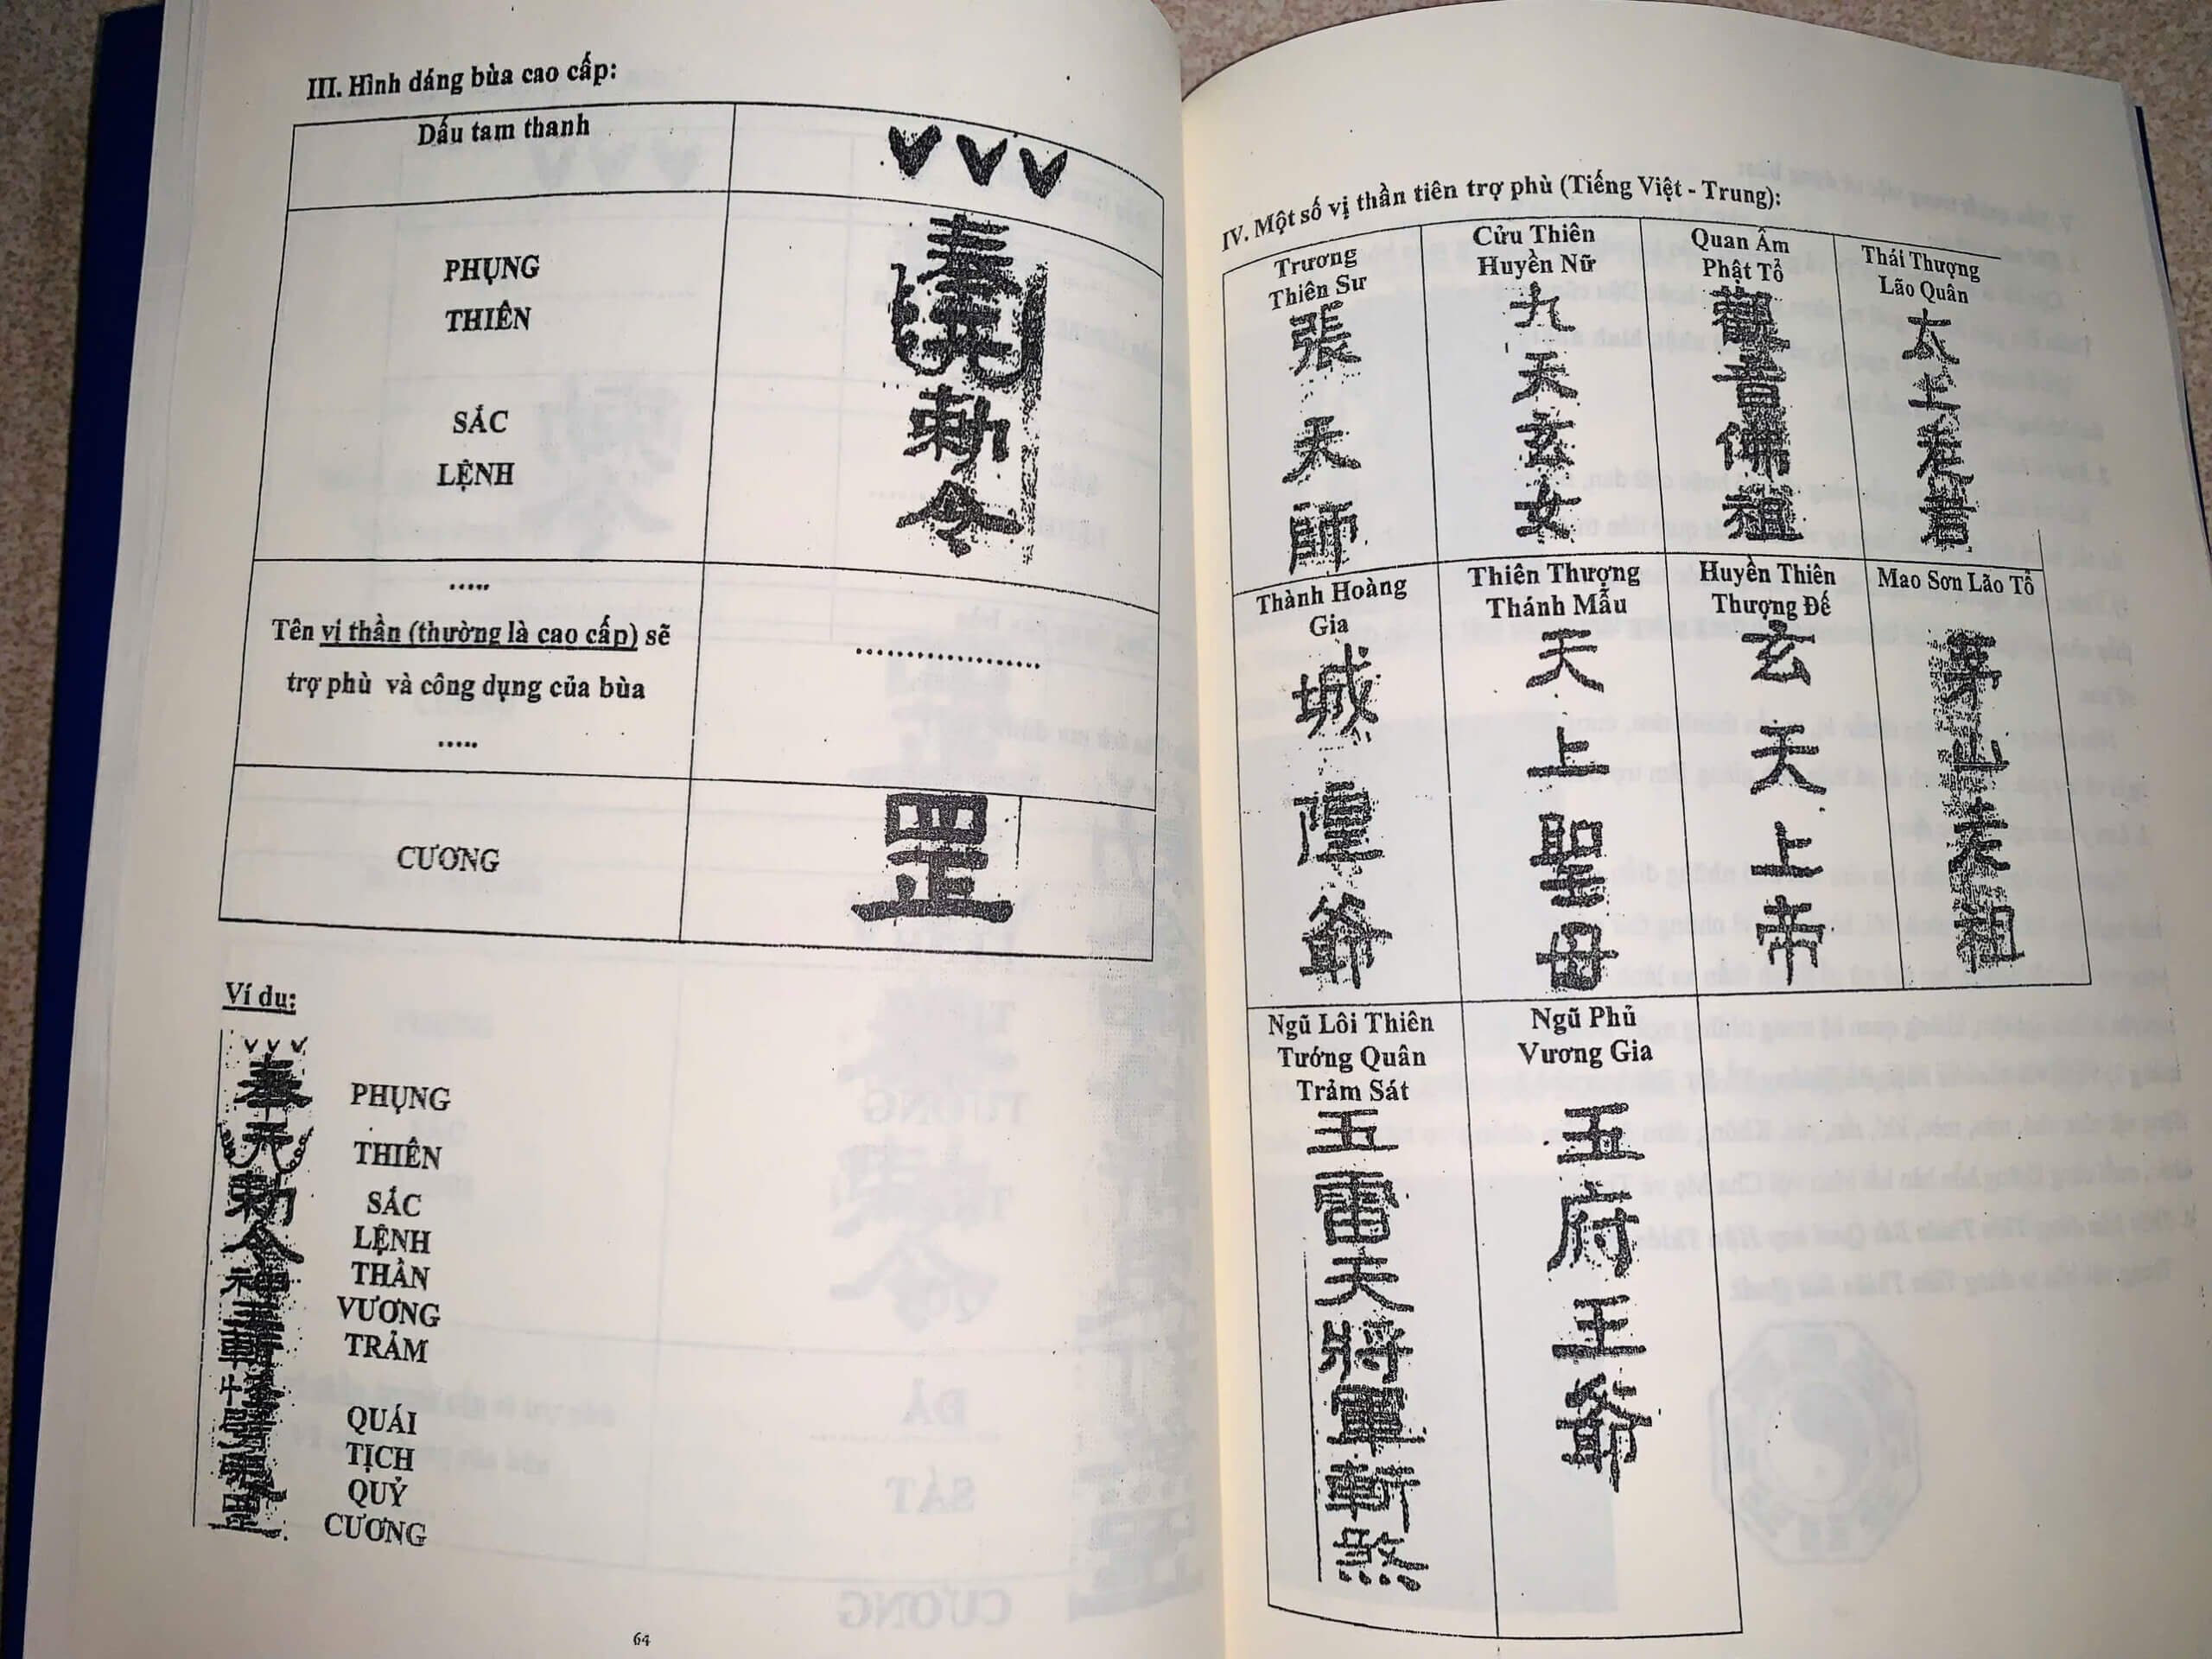 III. Hình dáng bùa cao cấp:
Dấu tam thanh
PHỤNG
THIÊN
SẮC
LỆNH
奉
天
勅
令
.....
Tên vị thần (thường là cao cấp) sẽ
trợ phù và công dụng của bùa
.....
...................
CƯƠNG
罡
Ví dụ:
奉
天
勅
令
神
PHỤNG
THIÊN
SẮC
LỆNH
THẦN
VƯƠNG
TRẢM
QUÁI
TỊCH
QUỶ
CƯƠNG
64
IV. Một số vị thần tiên trợ phù (Tiếng Việt - Trung):
Trương
Thiên Sư
張
天
師
Cửu Thiên
Huyền Nữ
九
天
玄
女
Quan Âm
Phật Tổ
觀
音
佛
祖
Thái Thượng
Lão Quân
太
上
老
君
Thành Hoàng
Gia
城
隍
爺
Thiên Thượng
Thánh Mẫu
天
上
聖
母
Huyền Thiên
Thượng Đế
玄
天
上
帝
Mao Sơn Lão Tổ
茅
山
老
祖
Ngũ Lôi Thiên
Tướng Quân
Trảm Sát
五
雷
天
將
軍
斬
煞
Ngũ Phủ
Vương Gia
五
府
王
爺